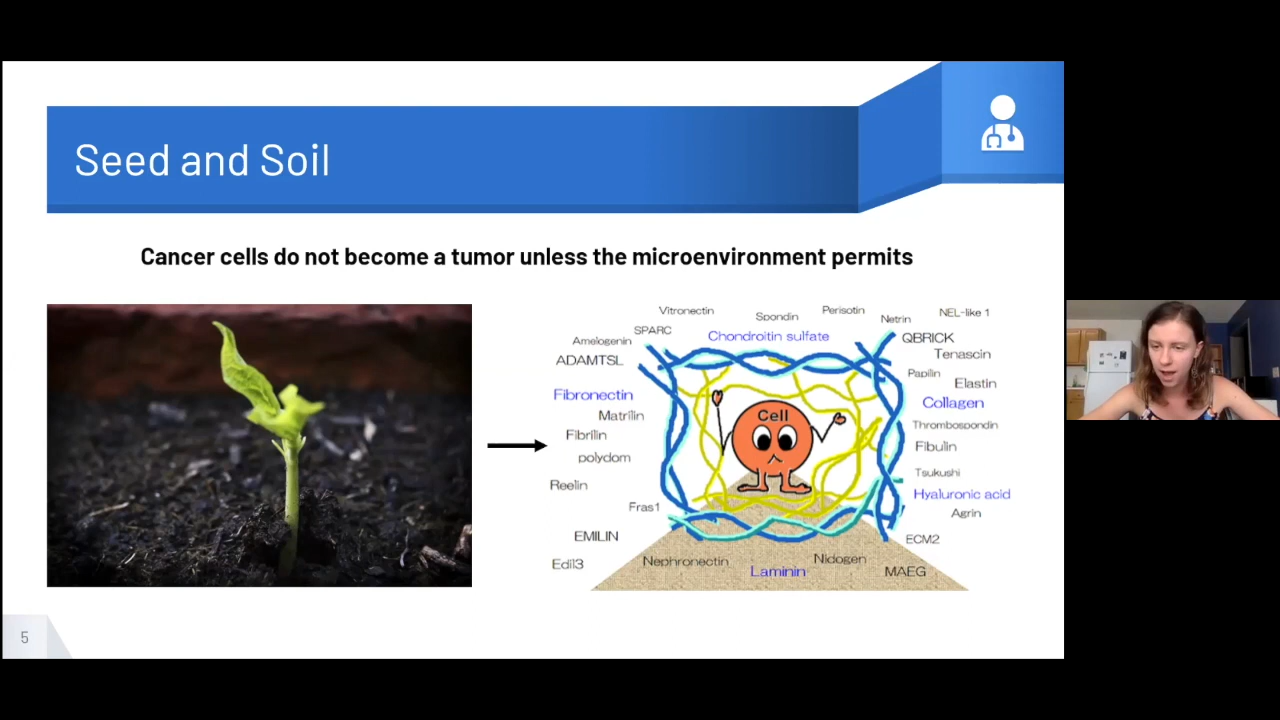 Seed and Soil
Cancer cells do not become a tumor unless the microenvironment permits
Vitronectin
Spondin
Perisotin
Netrin
NEL-like 1
SPARC
Chondroitin sulfate
QBRICK
Amelogenin
Tenascin
ADAMTSL
Papilin
Elastin
Fibronectin
Collagen
Cell
Matrilin
Thrombospondin
Fibrilin
Fibulin
polydom
Tsukushi
Reelin
Hyaluronic acid
Fras1
Agrin
EMILIN
ECM2
Edil3
Nephronectin
Nidogen
Laminin
MAEG
5